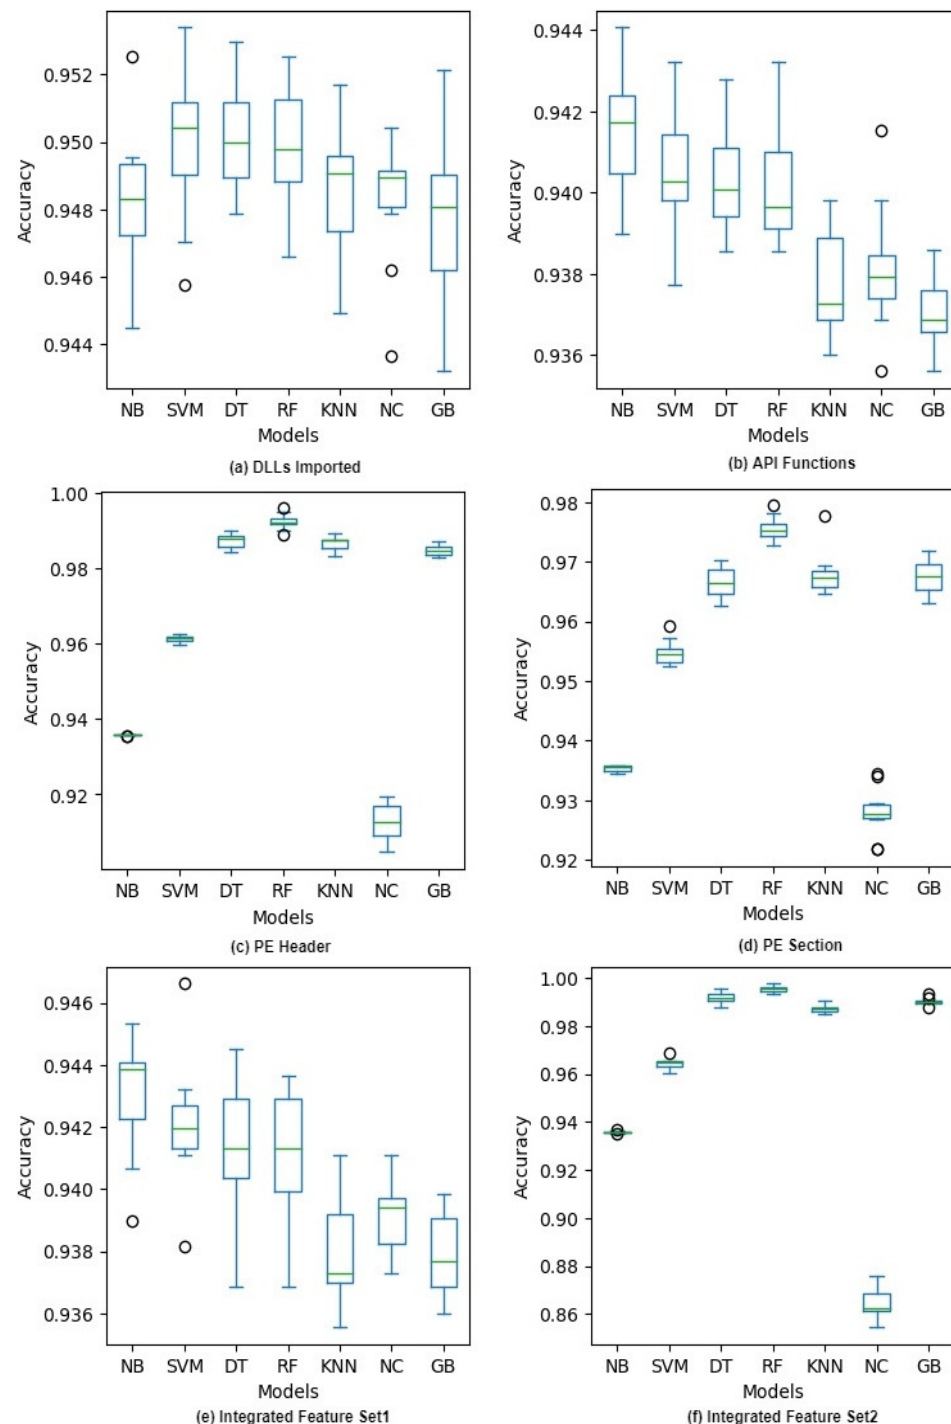 0.952
0.950
0.948
0.946
0.944
Accuracy
NB SVM DT RF KNN NC GB
Models
(a) DLLs Imported
0.944
0.942
0.940
0.938
0.936
Accuracy
NB SVM DT RF KNN NC GB
Models
(b) API Functions
1.00
0.98
0.96
0.94
0.92
Accuracy
NB SVM DT RF KNN NC GB
Models
(c) PE Header
0.98
0.97
0.96
0.95
0.94
0.93
0.92
Accuracy
NB SVM DT RF KNN NC GB
Models
(d) PE Section
0.946
0.944
0.942
0.940
0.938
0.936
Accuracy
NB SVM DT RF KNN NC GB
Models
(e) Integrated Feature Set1
1.00
0.98
0.96
0.94
0.92
0.90
0.88
0.86
Accuracy
NB SVM DT RF KNN NC GB
Models
(f) Integrated Feature Set2